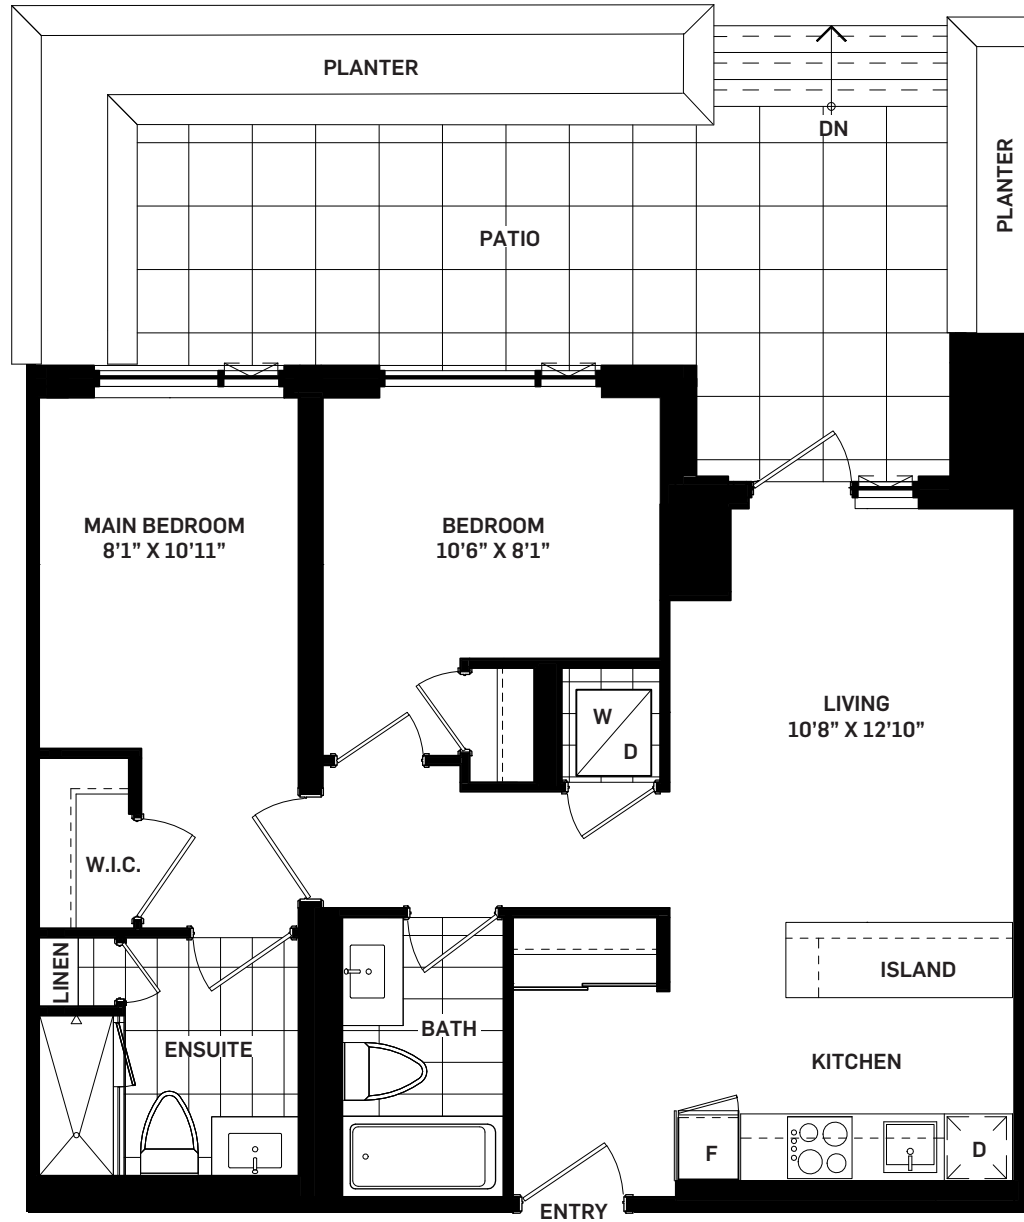 PLANTER
DN
PLANTER
PATIO
MAIN BEDROOM
8'1” X 10'11”
BEDROOM
10'6” X 8'1”
LIVING
10'8” X 12'10”
W
D
W.I.C.
LINEN
ENSUITE
BATH
ISLAND
KITCHEN
F
D
ENTRY